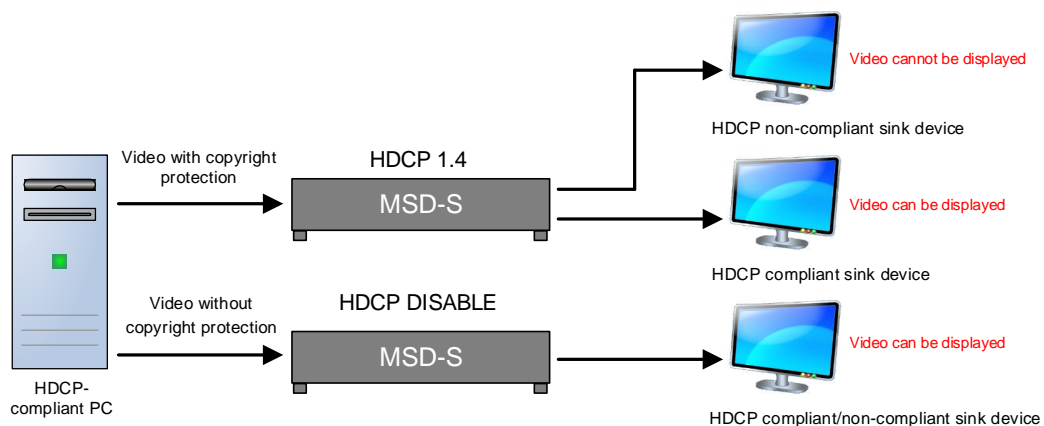 Video cannot be displayed
HDCP non-compliant sink device
Video with copyright
protection
HDCP 1.4
MSD-S
Video can be displayed
HDCP compliant sink device
Video without
copyright protection
HDCP DISABLE
MSD-S
Video can be displayed
HDCP-
compliant PC
HDCP compliant/non-compliant sink device